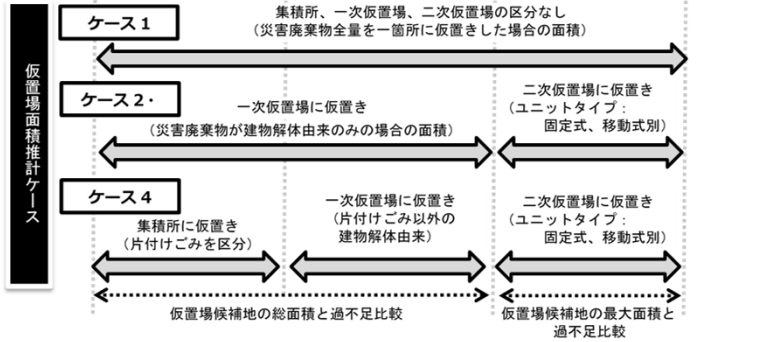 仮置場面積推計ケース
ケース1
集積所、一次仮置場、二次仮置場の区分なし
（災害廃棄物全量を一箇所に仮置きした場合の面積）
ケース2・
一次仮置場に仮置き
（災害廃棄物が建物解体由来のみの場合の面積）
二次仮置場に仮置き
（ユニットタイプ：
固定式、移動式別）
ケース4
集積所に仮置き
（片付けごみを区分）
一次仮置場に仮置き
（片付けごみ以外の
建物解体由来）
二次仮置場に仮置き
（ユニットタイプ：
固定式、移動式別）
仮置場候補地の総面積と過不足比較
仮置場候補地の最大面積と
過不足比較